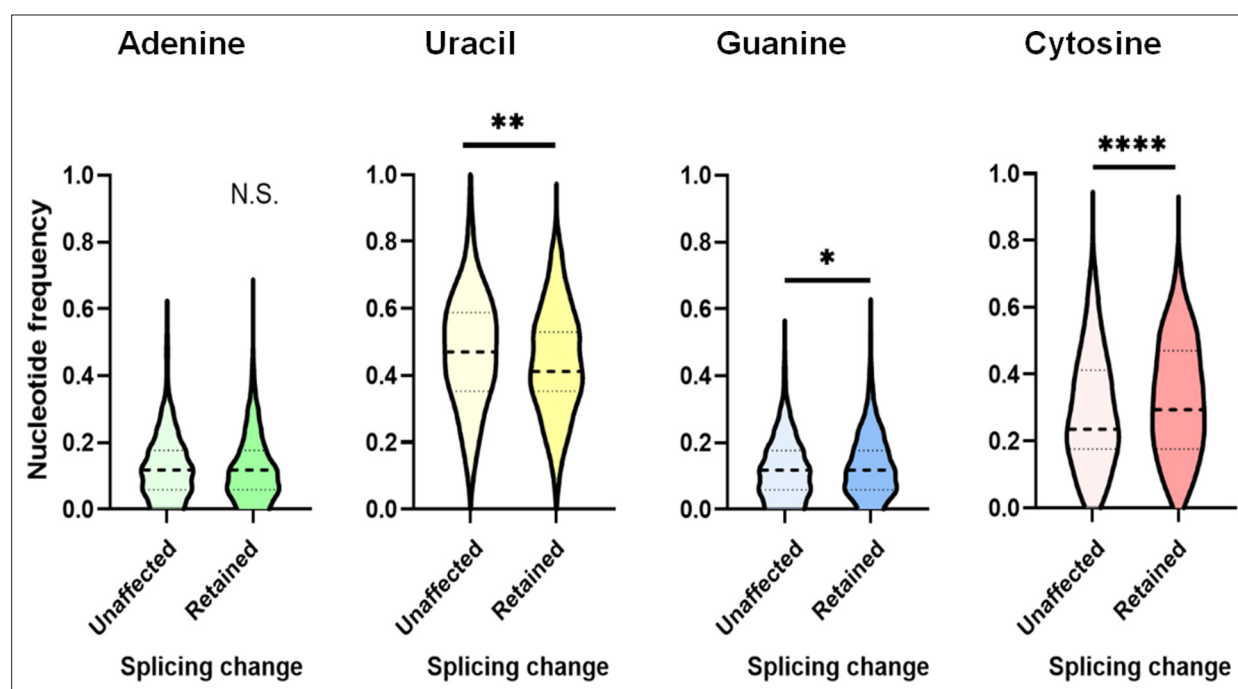 Adenine
Uracil
Guanine
Cytosine
Nucleotide frequency
1.0
0.8
0.6
0.4
0.2
0.0
N.S.
Unaffected
Retained
Splicing change
**
1.0
0.8
0.6
0.4
0.2
0.0
Unaffected
Retained
Splicing change
*
1.0
0.8
0.6
0.4
0.2
0.0
Unaffected
Retained
Splicing change
****
1.0
0.8
0.6
0.4
0.2
0.0
Unaffected
Retained
Splicing change